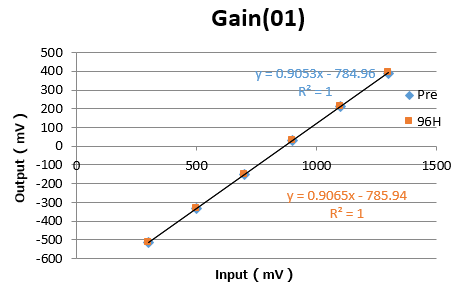 Gain(01)
500
400
300
200
100
0
-100
-200
-300
-400
-500
-600
0
500
1000
1500
y = 0.9053x - 784.96
R² = 1
y = 0.9065x - 785.94
R² = 1
Pre
96H
Output ( mV )
Input ( mV )